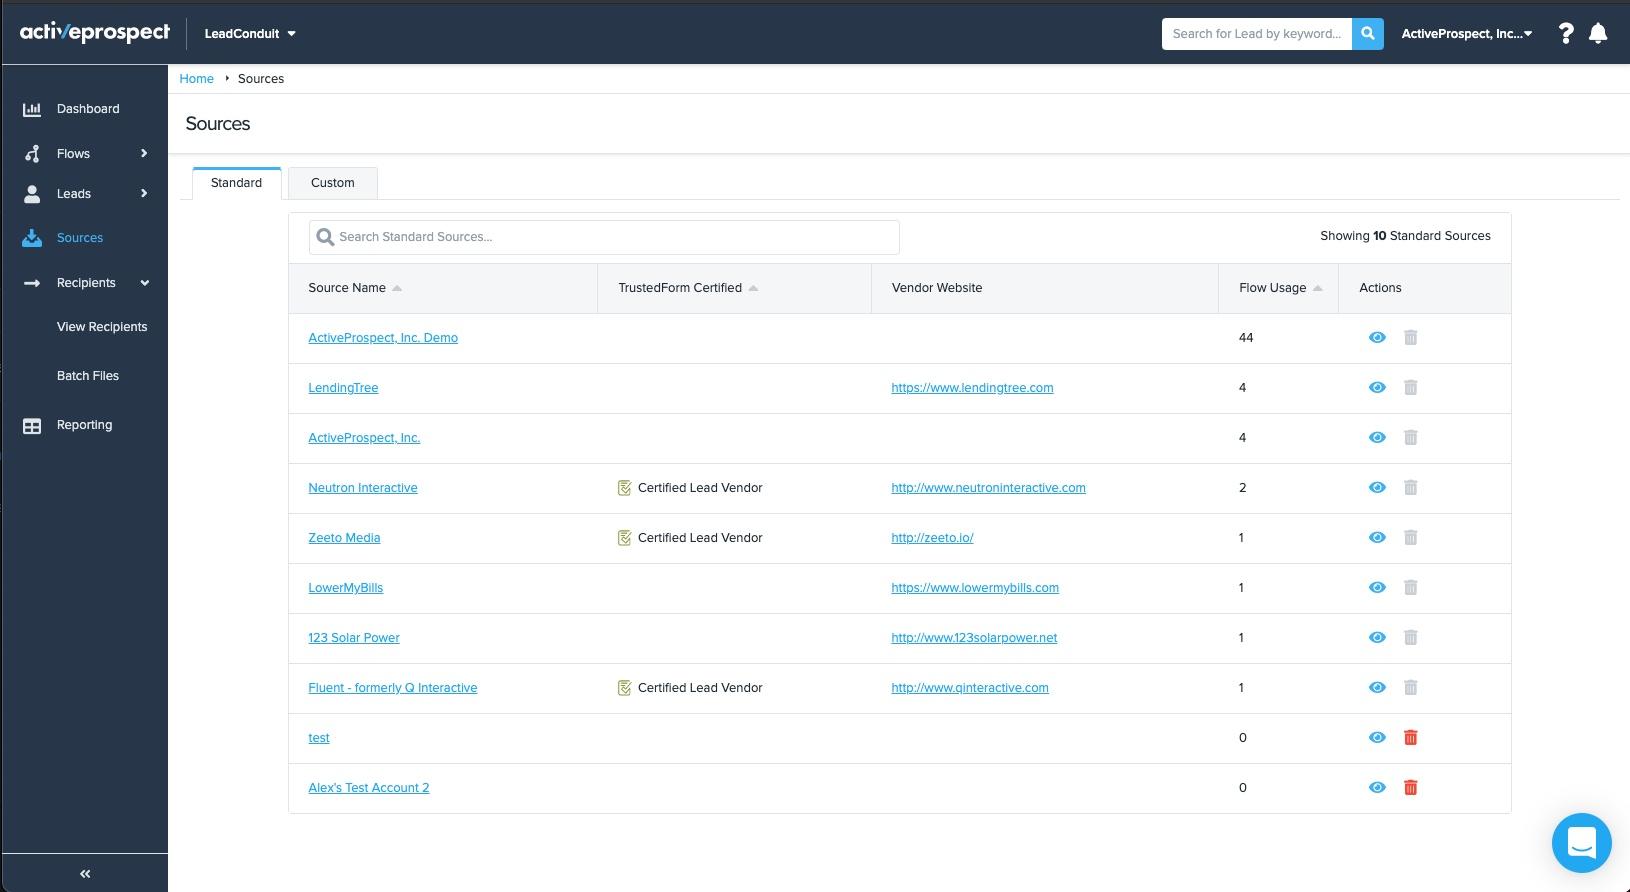 activeprospect LeadConduit Search for Lead by keyword... ActiveProspect, Inc... ?
Home Sources
Sources
Dashboard
Flows
Leads
Sources
Recipients
View Recipients
Batch Files
Reporting
«
Standard Custom
Search Standard Sources... Showing 10 Standard Sources
Source Name TrustedForm Certified Vendor Website Flow Usage Actions
ActiveProspect, Inc. Demo 44
LendingTree https://www.lendingtree.com 4
ActiveProspect, Inc. 4
Neutron Interactive Certified Lead Vendor http://www.neutroninteractive.com 2
Zeeto Media Certified Lead Vendor http://zeeto.io/ 1
LowerMyBills https://www.lowermybills.com 1
123 Solar Power http://www.123solarpower.net 1
Fluent - formerly Q Interactive Certified Lead Vendor http://www.qinteractive.com 1
test 0
Alex's Test Account 2 0